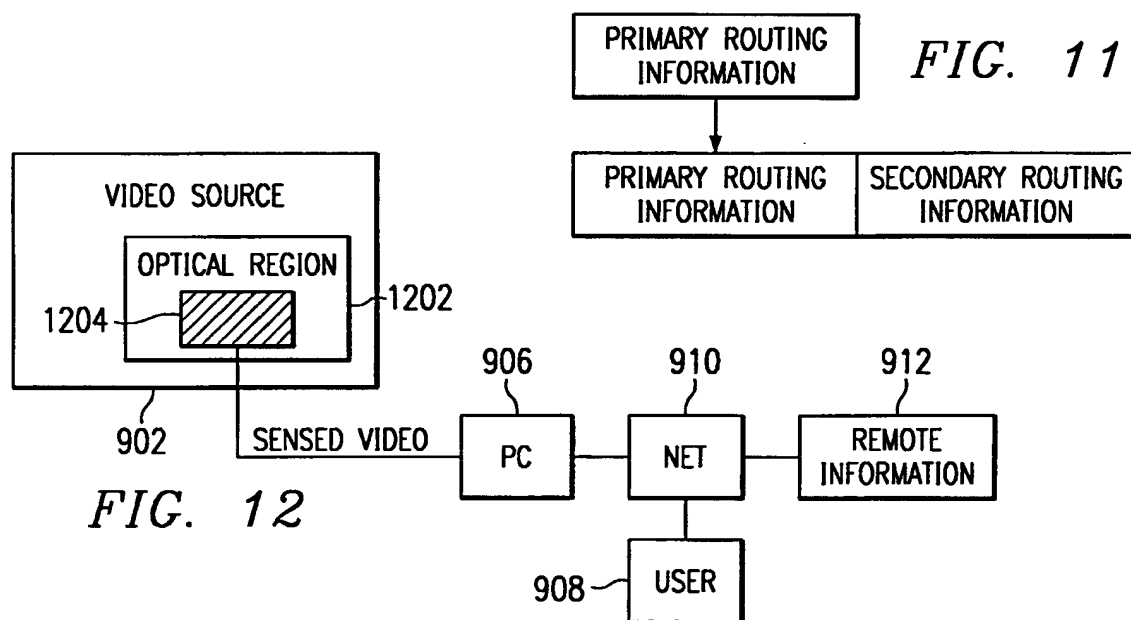 PRIMARY ROUTING
INFORMATION
FIG. 11
PRIMARY ROUTING
INFORMATION
SECONDARY ROUTING
INFORMATION
VIDEO SOURCE
OPTICAL REGION
1204
1202
902
SENSED VIDEO
906
PC
910
NET
912
REMOTE
INFORMATION
908
USER
FIG. 12